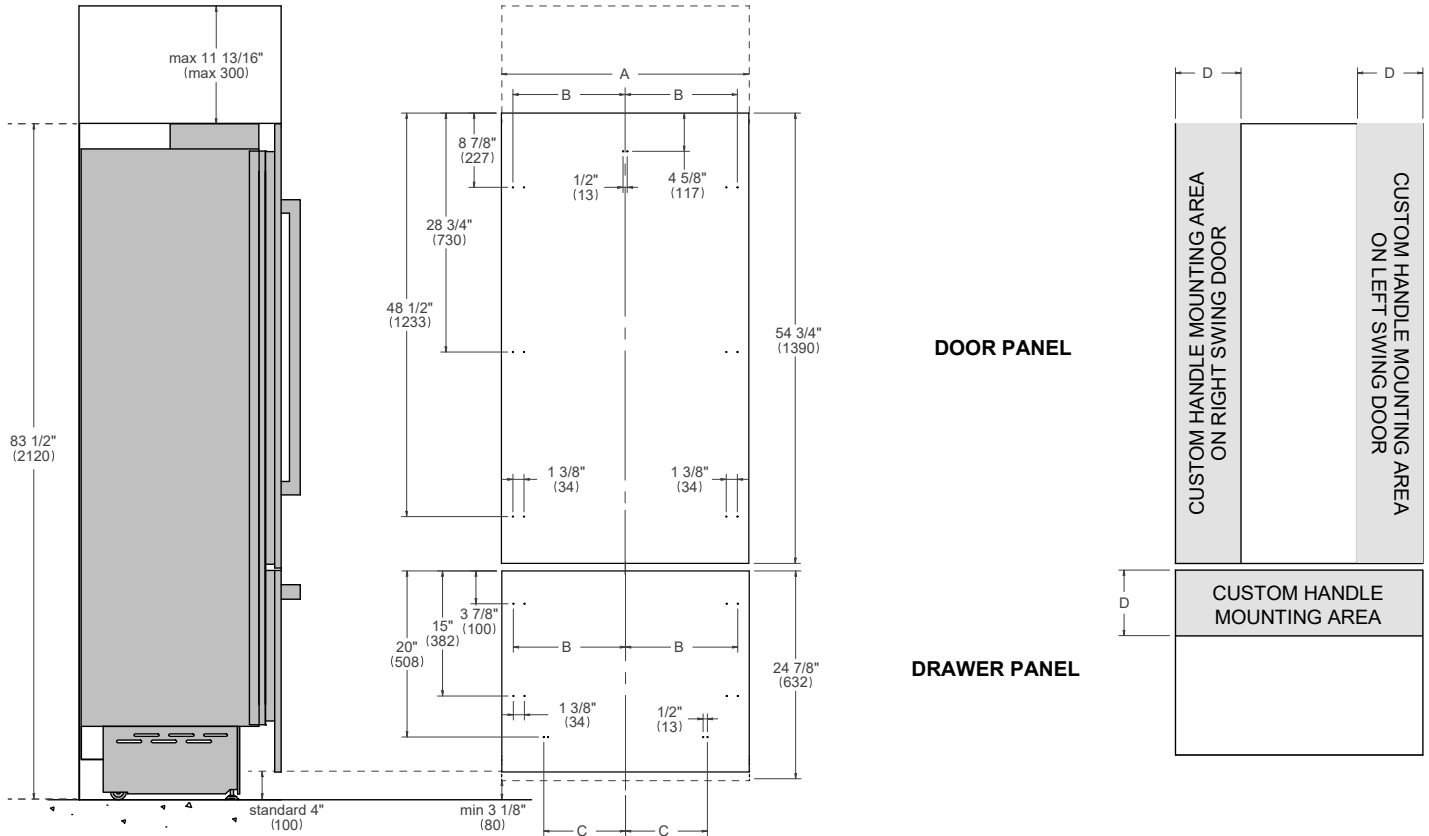 max 11 13/16"
(max 300)
83 1/2"
(2120)
standard 4"
(100)
A
B
B
8 7/8"
(227)
1/2"
(13)
4 5/8"
(117)
28 3/4"
(730)
48 1/2"
(1233)
54 3/4"
(1390)
1 3/8"
(34)
1 3/8"
(34)
3 7/8"
(100)
15"
(382)
20"
(508)
B
B
24 7/8"
(632)
1 3/8"
(34)
1/2"
(13)
min 3 1/8"
(80)
C
C
DOOR PANEL
DRAWER PANEL
D
D
CUSTOM HANDLE MOUNTING AREA
ON RIGHT SWING DOOR
CUSTOM HANDLE MOUNTING AREA
ON LEFT SWING DOOR
D
CUSTOM HANDLE
MOUNTING AREA